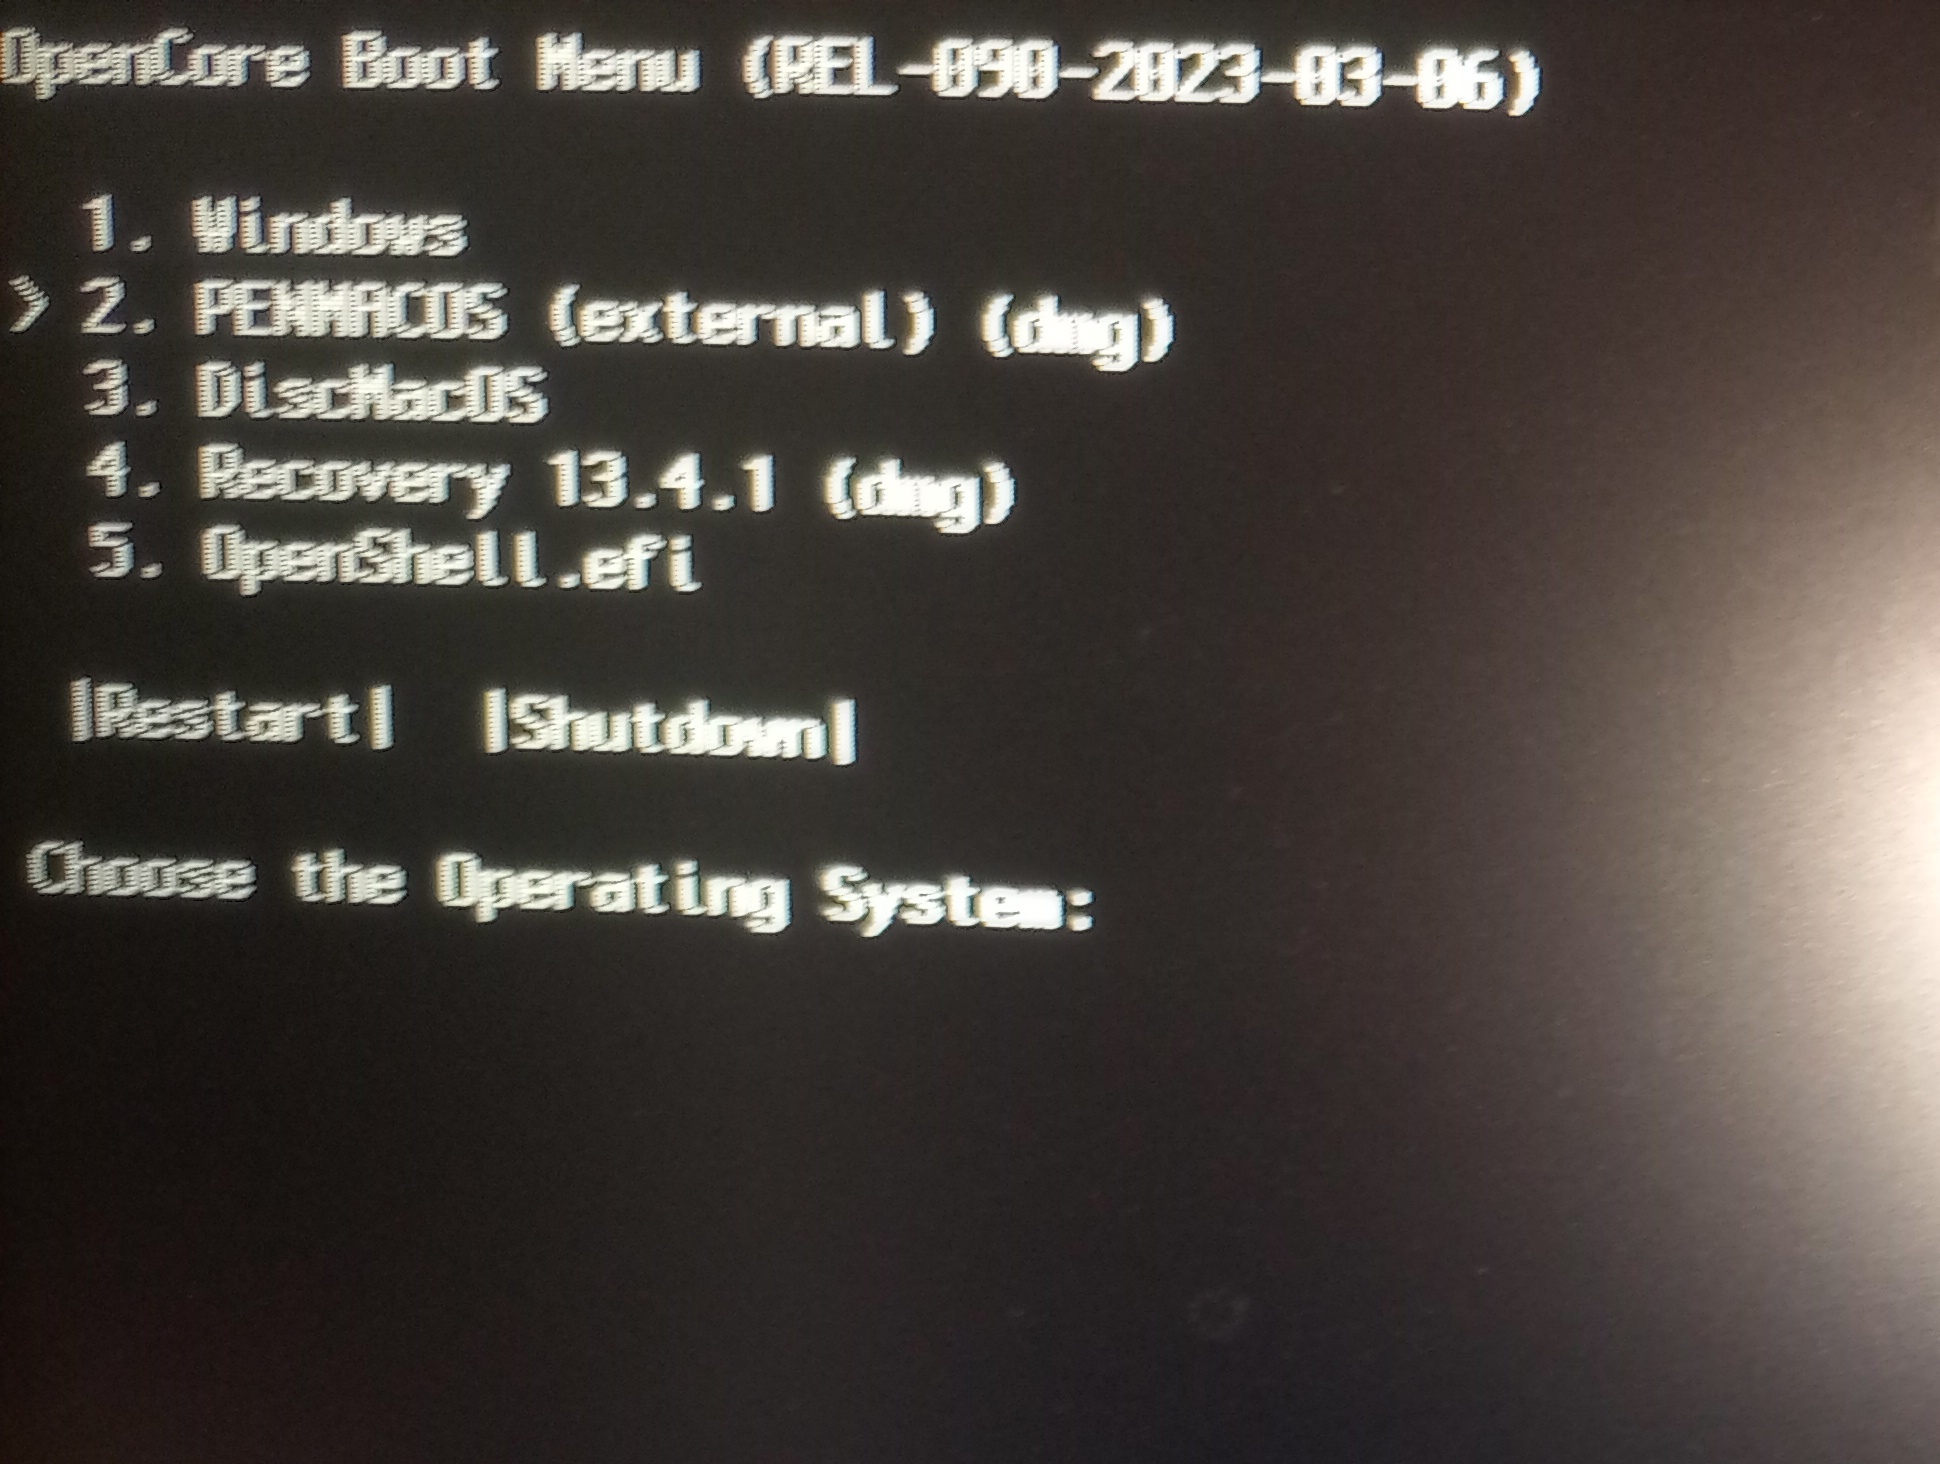 OpenCore Boot Menu (REL-090-2023-03-06)
1. Windows
> 2. PENMACOS (external) (dmg)
3. DiscMacOS
4. Recovery 13.4.1 (dmg)
5. OpenShell.efi
|Restart| |Shutdown|
Choose the Operating System: